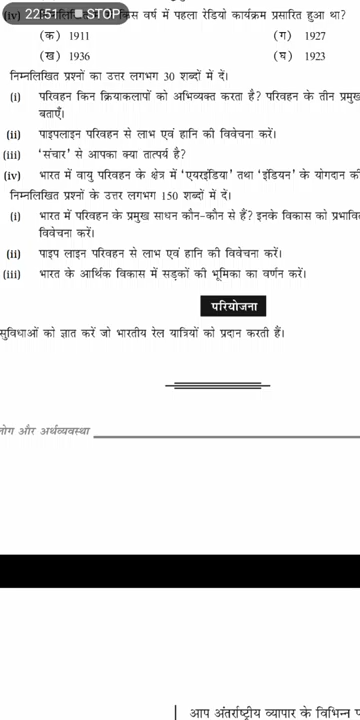 (iv) किस वर्ष में पहला रेडियो कार्यक्रम प्रसारित हुआ था?
22:51 STOP
(क) 1911 (ग) 1927
(ख) 1936 (घ) 1923
निम्नलिखित प्रश्नों का उत्तर लगभग 30 शब्दों में दें।
(i) परिवहन किन क्रियाकलापों को अभिव्यक्त करता है? परिवहन के तीन प्रमुख
बताएँ।
(ii) पाइपलाइन परिवहन से लाभ एवं हानि की विवेचना करें।
(iii) 'संचार' से आपका क्या तात्पर्य है?
(iv) भारत में वायु परिवहन के क्षेत्र में 'एयरइंडिया' तथा 'इंडियन' के योगदान की
निम्नलिखित प्रश्नों के उत्तर लगभग 150 शब्दों में दें।
(i) भारत में परिवहन के प्रमुख साधन कौन-कौन से हैं? इनके विकास को प्रभावि
विवेचना करें।
(ii) पाइप लाइन परिवहन से लाभ एवं हानि की विवेचना करें।
(iii) भारत के आर्थिक विकास में सड़कों की भूमिका का वर्णन करें।
परियोजना
सुविधाओं को ज्ञात करें जो भारतीय रेल यात्रियों को प्रदान करती हैं।
लोग और अर्थव्यवस्था
आप अंतर्राष्ट्रीय व्यापार के विभिन्न